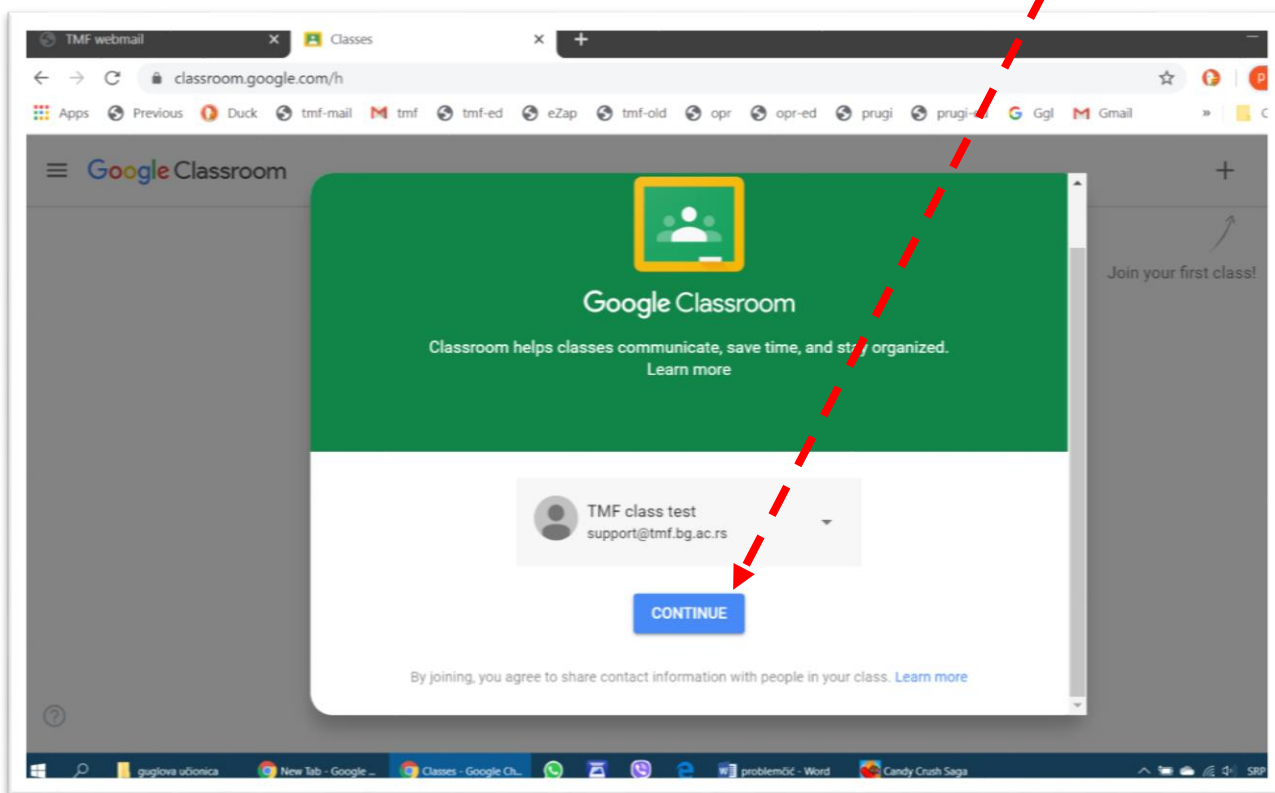 TMF webmail Classes
classroom.google.com/h
Apps Previous Duck tmf-mail tmf tmf-ed eZap tmf-old opr opr-ed prugi Ggl Gmail »
Google Classroom
Join your first class!
Google Classroom
Classroom helps classes communicate, save time, and stay organized.
Learn more
TMF class test
support@tmf.bg.ac.rs
CONTINUE
By joining, you agree to share contact information with people in your class. Learn more
guglova učionica New Tab - Google ... Classes - Google Ch... problemčić - Word Candy Crush Saga SRP